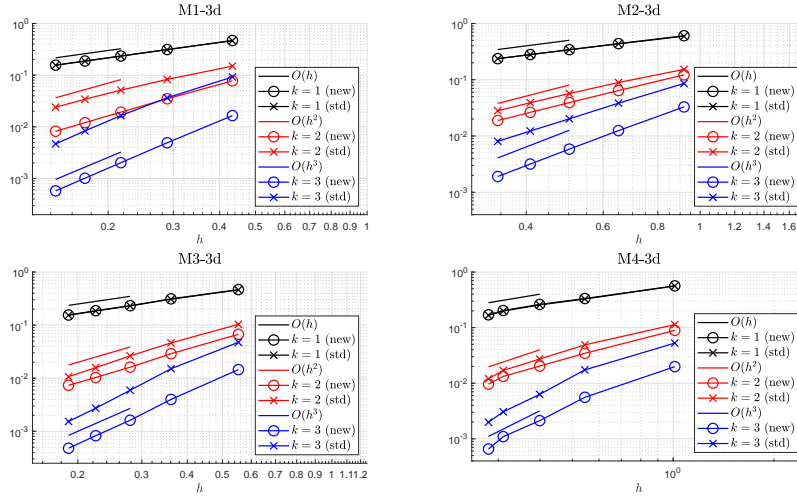 M1-3d
10^0
10^-1
10^-2
10^-3
0.2 0.3 0.4 0.5 0.6 0.7 0.8 0.9 1
h
O(h)
k = 1 (new)
k = 1 (std)
O(h^2)
k = 2 (new)
k = 2 (std)
O(h^3)
k = 3 (new)
k = 3 (std)
M2-3d
10^0
10^-1
10^-2
10^-3
0.4 0.6 0.8 1 1.2 1.4 1.6
h
O(h)
k = 1 (new)
k = 1 (std)
O(h^2)
k = 2 (new)
k = 2 (std)
O(h^3)
k = 3 (new)
k = 3 (std)
M3-3d
10^0
10^-1
10^-2
10^-3
0.2 0.3 0.4 0.5 0.6 0.7 0.8 0.9 1 1.1 1.2
h
O(h)
k = 1 (new)
k = 1 (std)
O(h^2)
k = 2 (new)
k = 2 (std)
O(h^3)
k = 3 (new)
k = 3 (std)
M4-3d
10^0
10^-1
10^-2
10^-3
10^0
h
O(h)
k = 1 (new)
k = 1 (std)
O(h^2)
k = 2 (new)
k = 2 (std)
O(h^3)
k = 3 (new)
k = 3 (std)